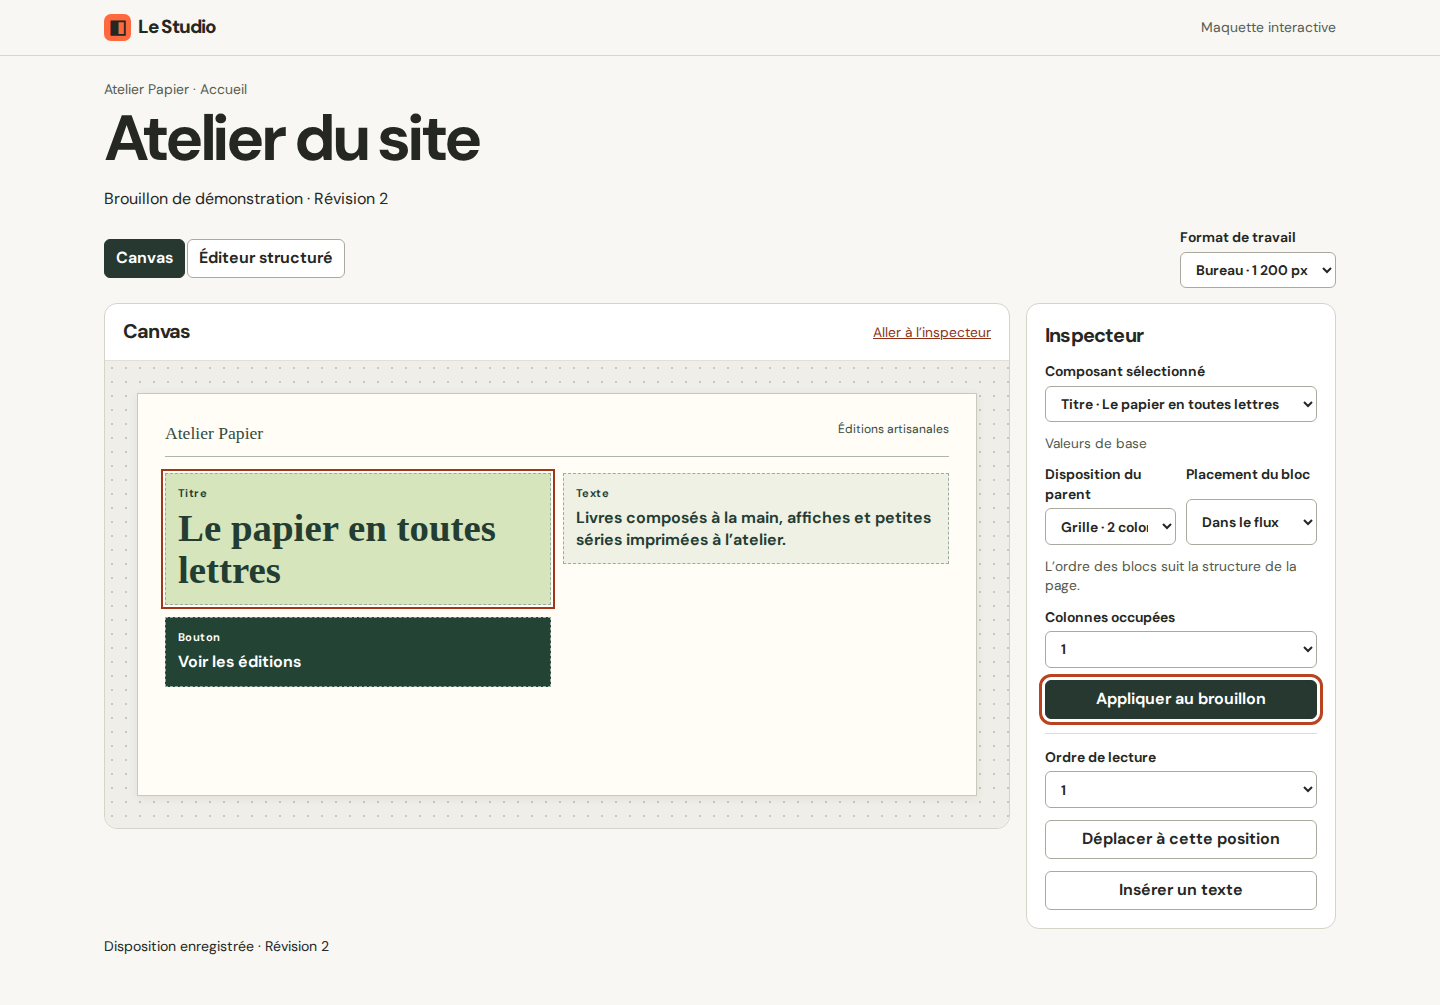 Le Studio
Maquette interactive
Atelier Papier · Accueil
Atelier du site
Brouillon de démonstration · Révision 2
Canvas
Éditeur structuré
Format de travail
Bureau · 1 200 px
Canvas
Aller à l’inspecteur
Atelier Papier
Éditions artisanales
Titre
Le papier en toutes
lettres
Texte
Livres composés à la main, affiches et petites
séries imprimées à l’atelier.
Bouton
Voir les éditions
Inspecteur
Composant sélectionné
Titre · Le papier en toutes lettres
Valeurs de base
Disposition du
parent
Grille · 2 color
Placement du bloc
Dans le flux
L’ordre des blocs suit la structure de la
page.
Colonnes occupées
1
Appliquer au brouillon
Ordre de lecture
1
Déplacer à cette position
Insérer un texte
Disposition enregistrée · Révision 2